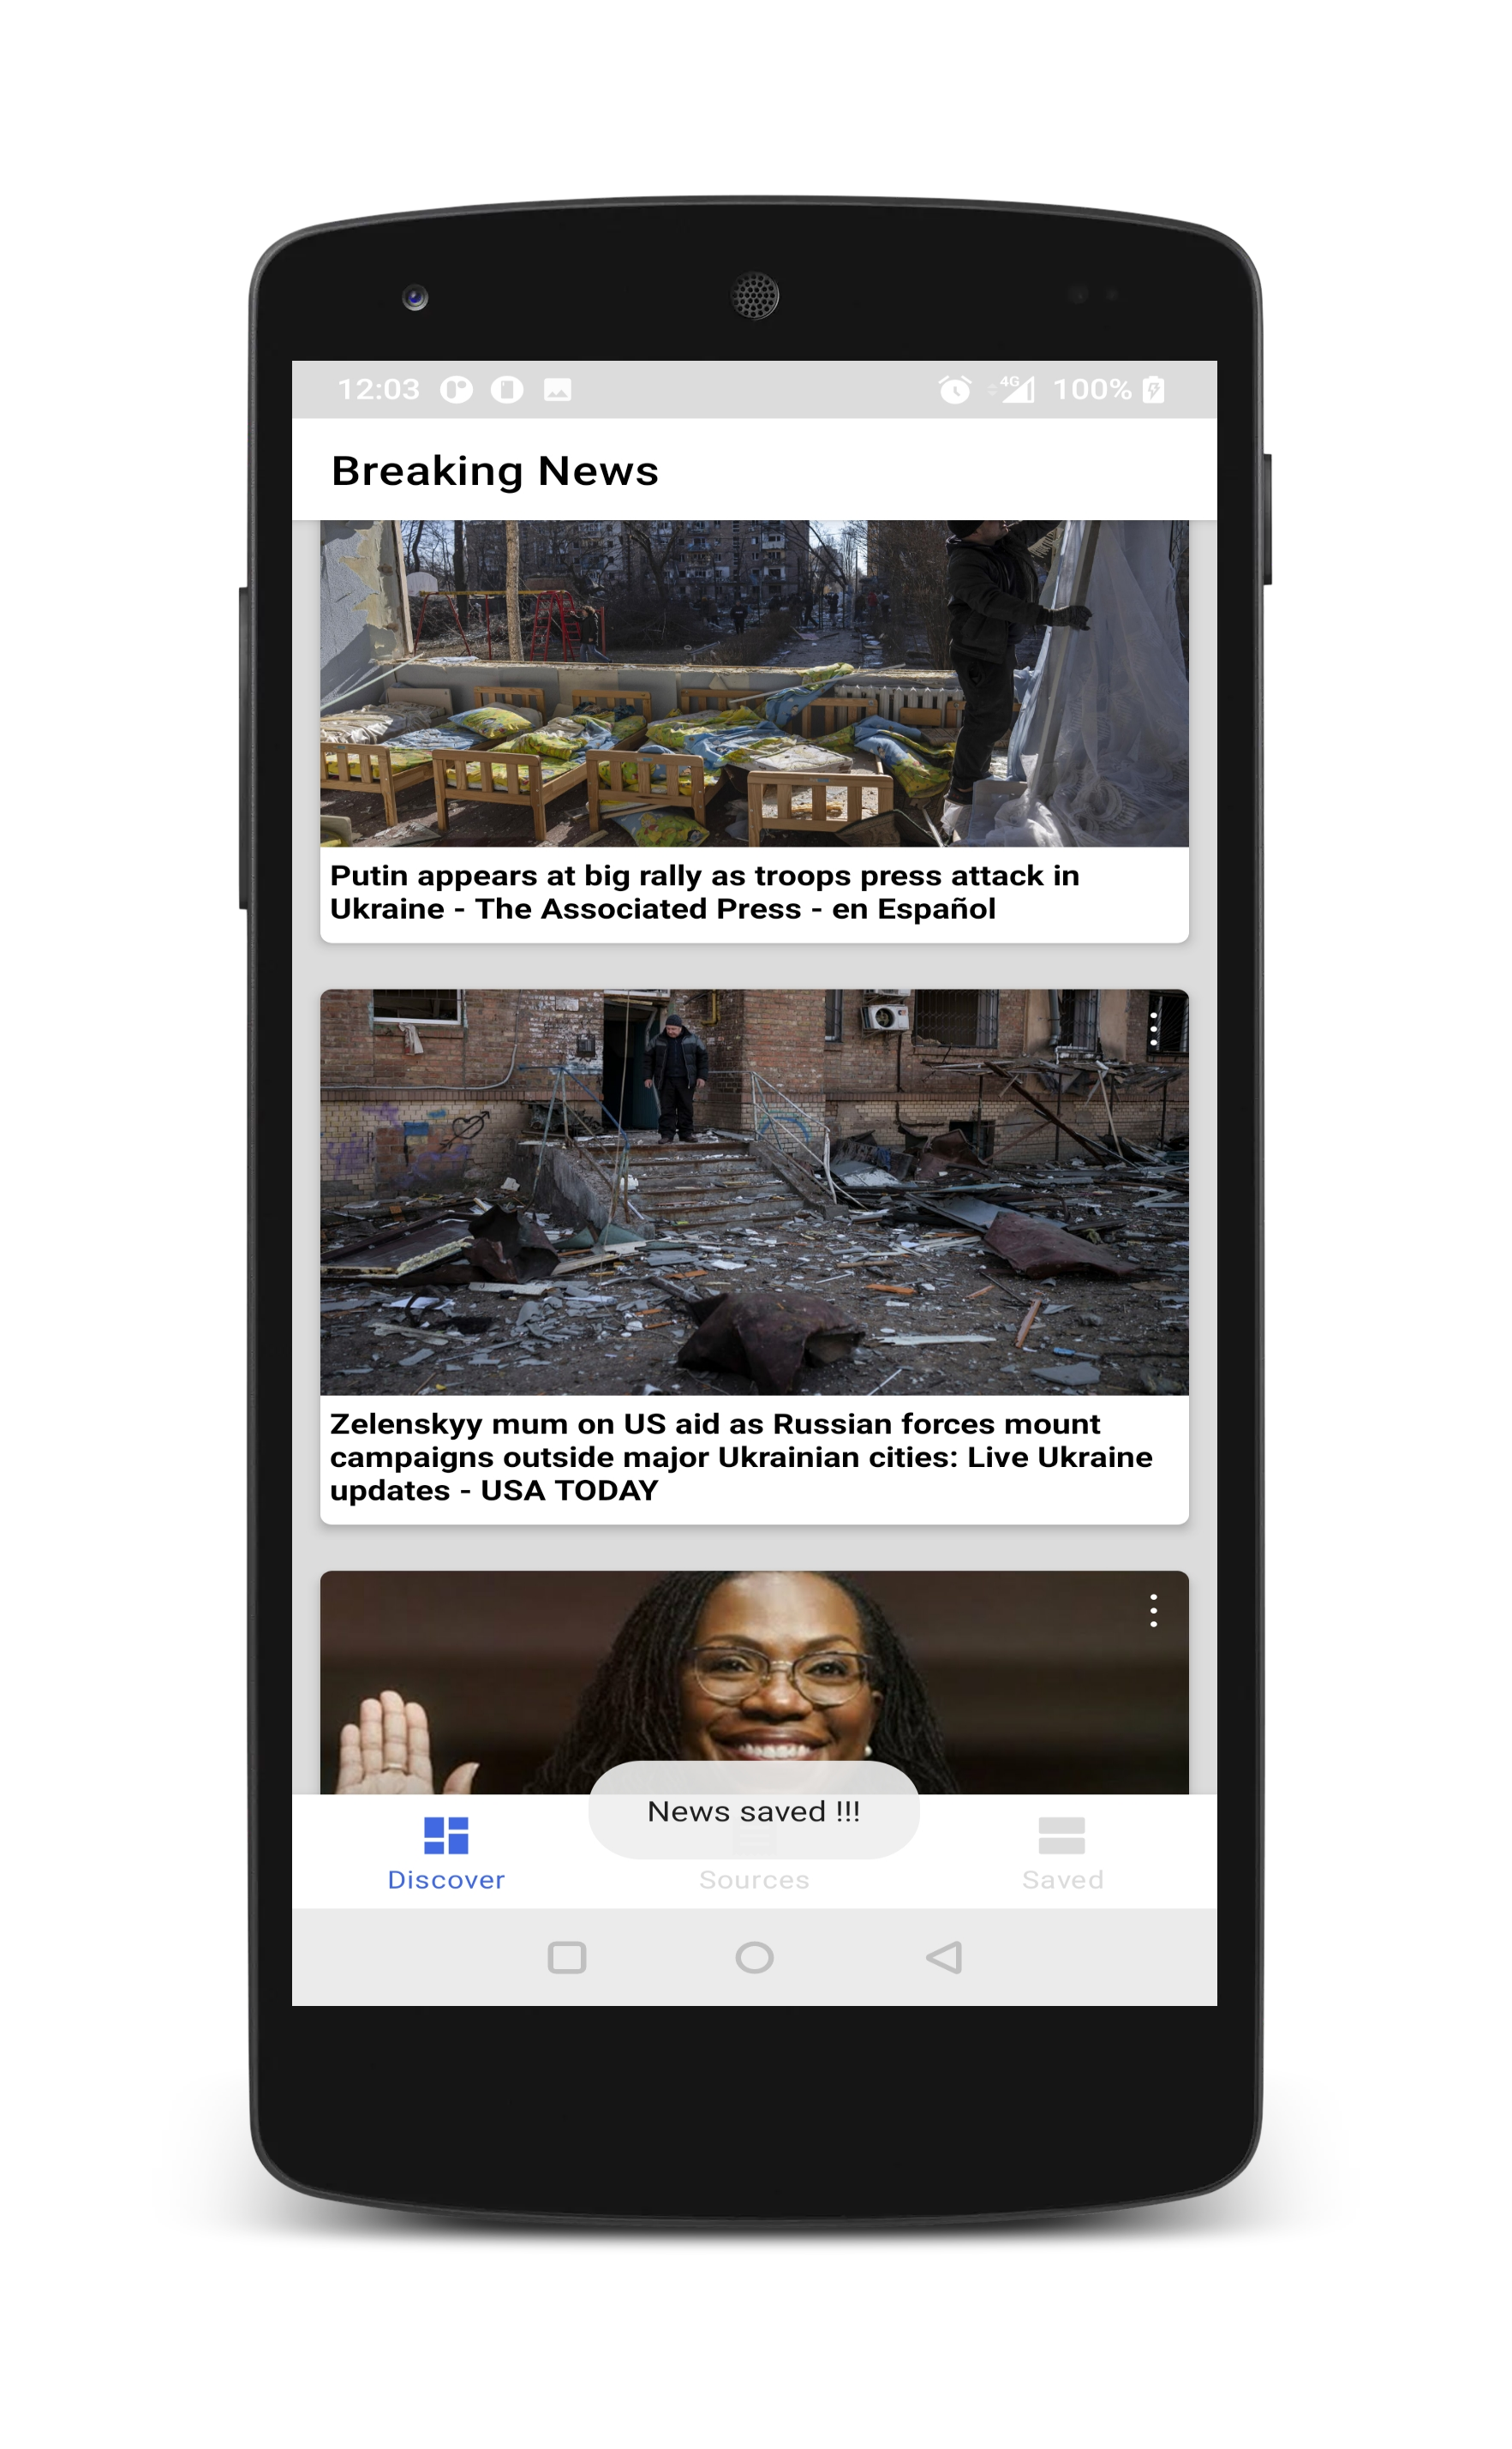 12:03 4G 100%
Breaking News
Putin appears at big rally as troops press attack in
Ukraine - The Associated Press - en Español
Zelenskyy mum on US aid as Russian forces mount
campaigns outside major Ukrainian cities: Live Ukraine
updates - USA TODAY
News saved !!!
Discover Sources Saved